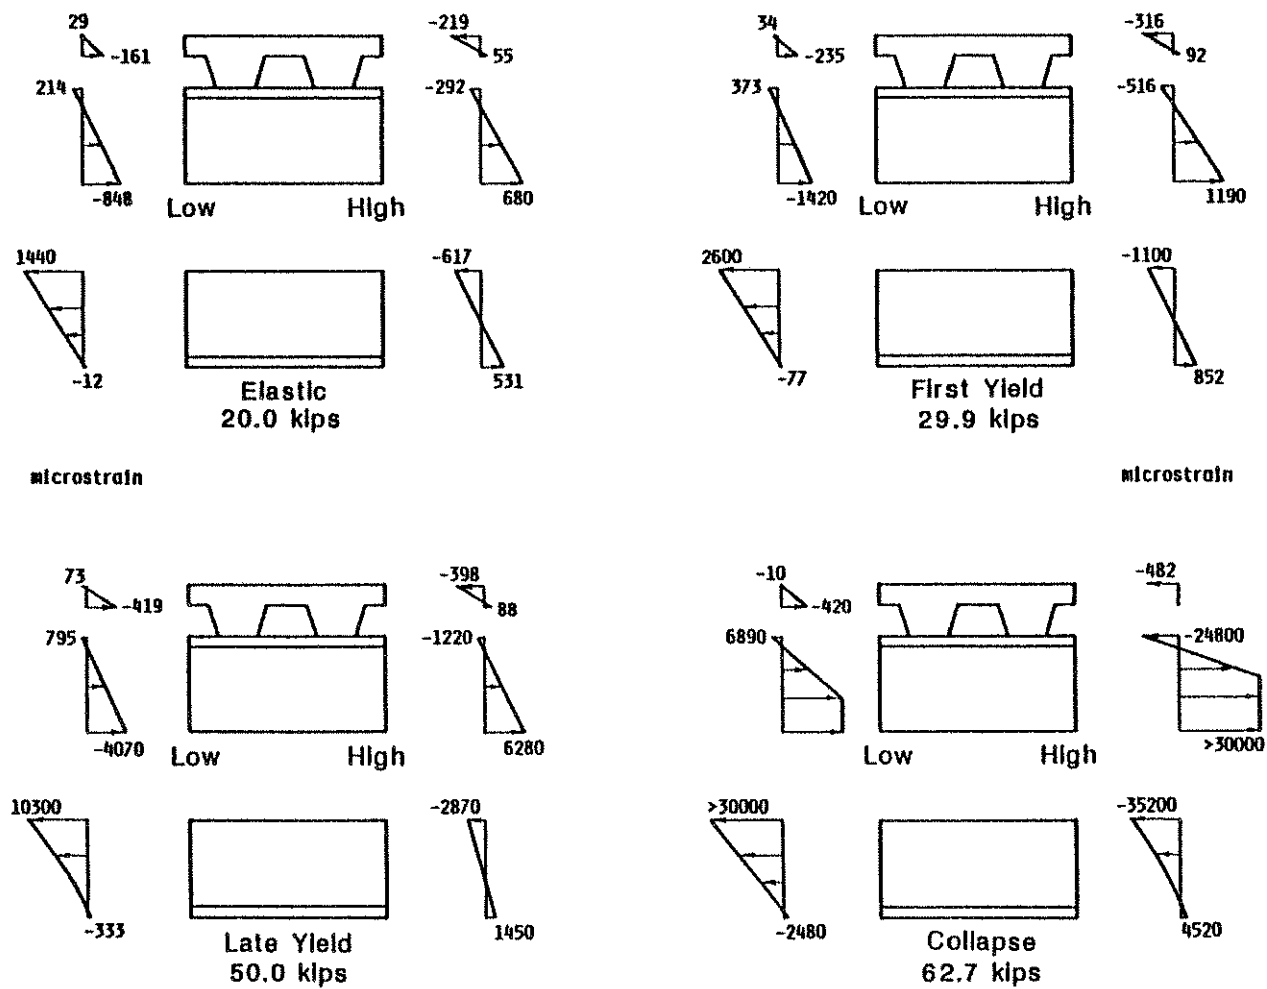 29
-161
-219
55
214
-848
-292
680
Low
High
1440
-12
-617
531
Elastic
20.0 kips
34
-235
-316
92
373
-1420
-516
1190
Low
High
2600
-77
-1100
852
First Yield
29.9 kips
microstrain
microstrain
73
-419
-398
88
795
-4070
-1220
6280
Low
High
10300
-333
-2870
1450
Late Yield
50.0 kips
-10
-420
-482
6890
-24800
>30000
Low
High
>30000
-2480
-35200
4520
Collapse
62.7 kips